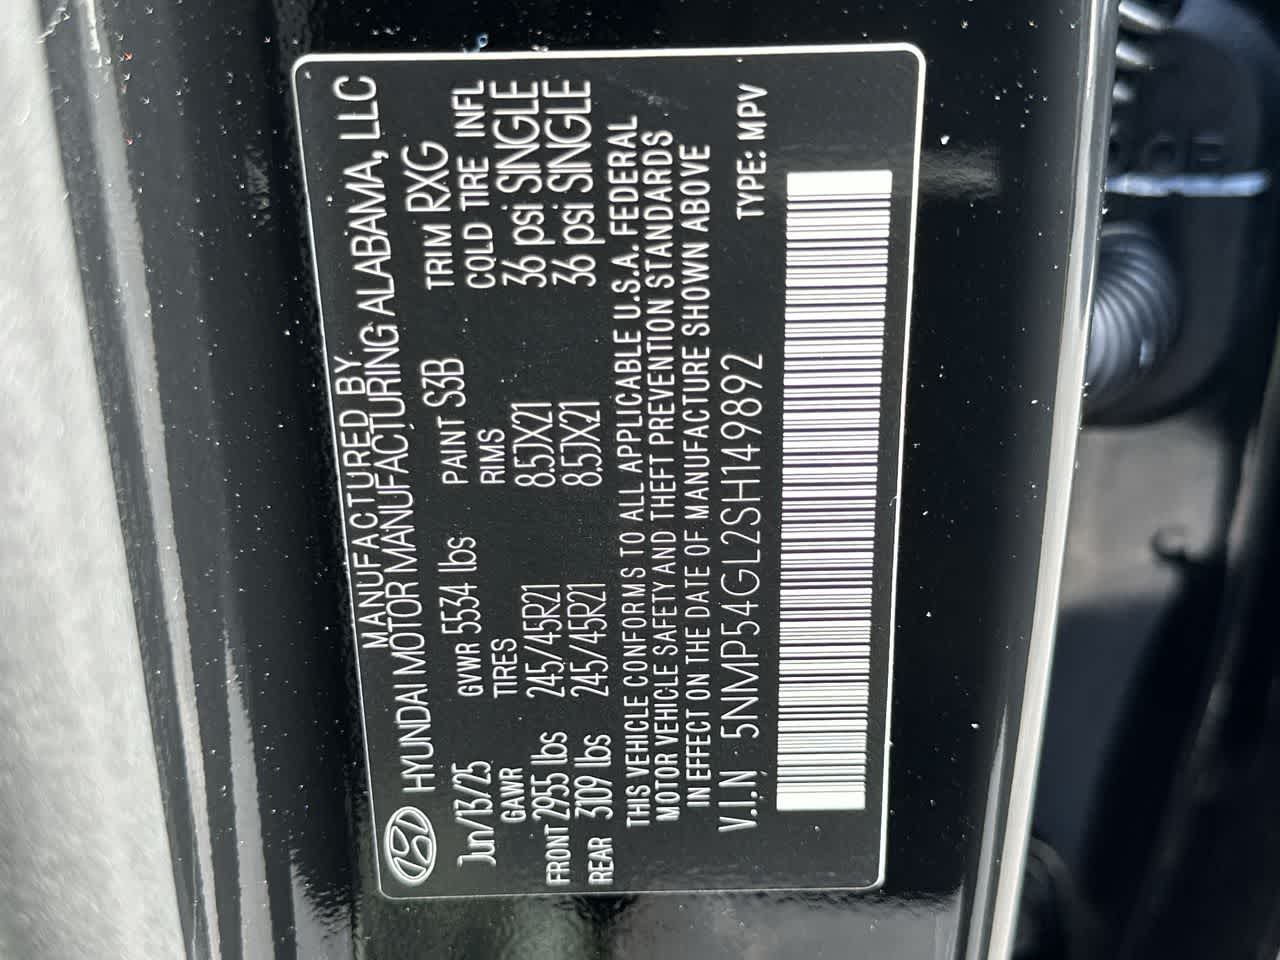 MANUFACTURED BY
HYUNDAI MOTOR MANUFACTURING ALABAMA, LLC
Jun/13/25 GVWR 5534 lbs PAINT S3B TRIM RXG
GAWR TIRES RIMS COLD TIRE INFL
FRONT 2955 lbs 245/45R21 8.5JX21 36 psi SINGLE
REAR 3109 lbs 245/45R21 8.5JX21 36 psi SINGLE
THIS VEHICLE CONFORMS TO ALL APPLICABLE U.S.A. FEDERAL
MOTOR VEHICLE SAFETY AND THEFT PREVENTION STANDARDS
IN EFFECT ON THE DATE OF MANUFACTURE SHOWN ABOVE
V.I.N 5NMP54GL2SH149892 TYPE: MPV